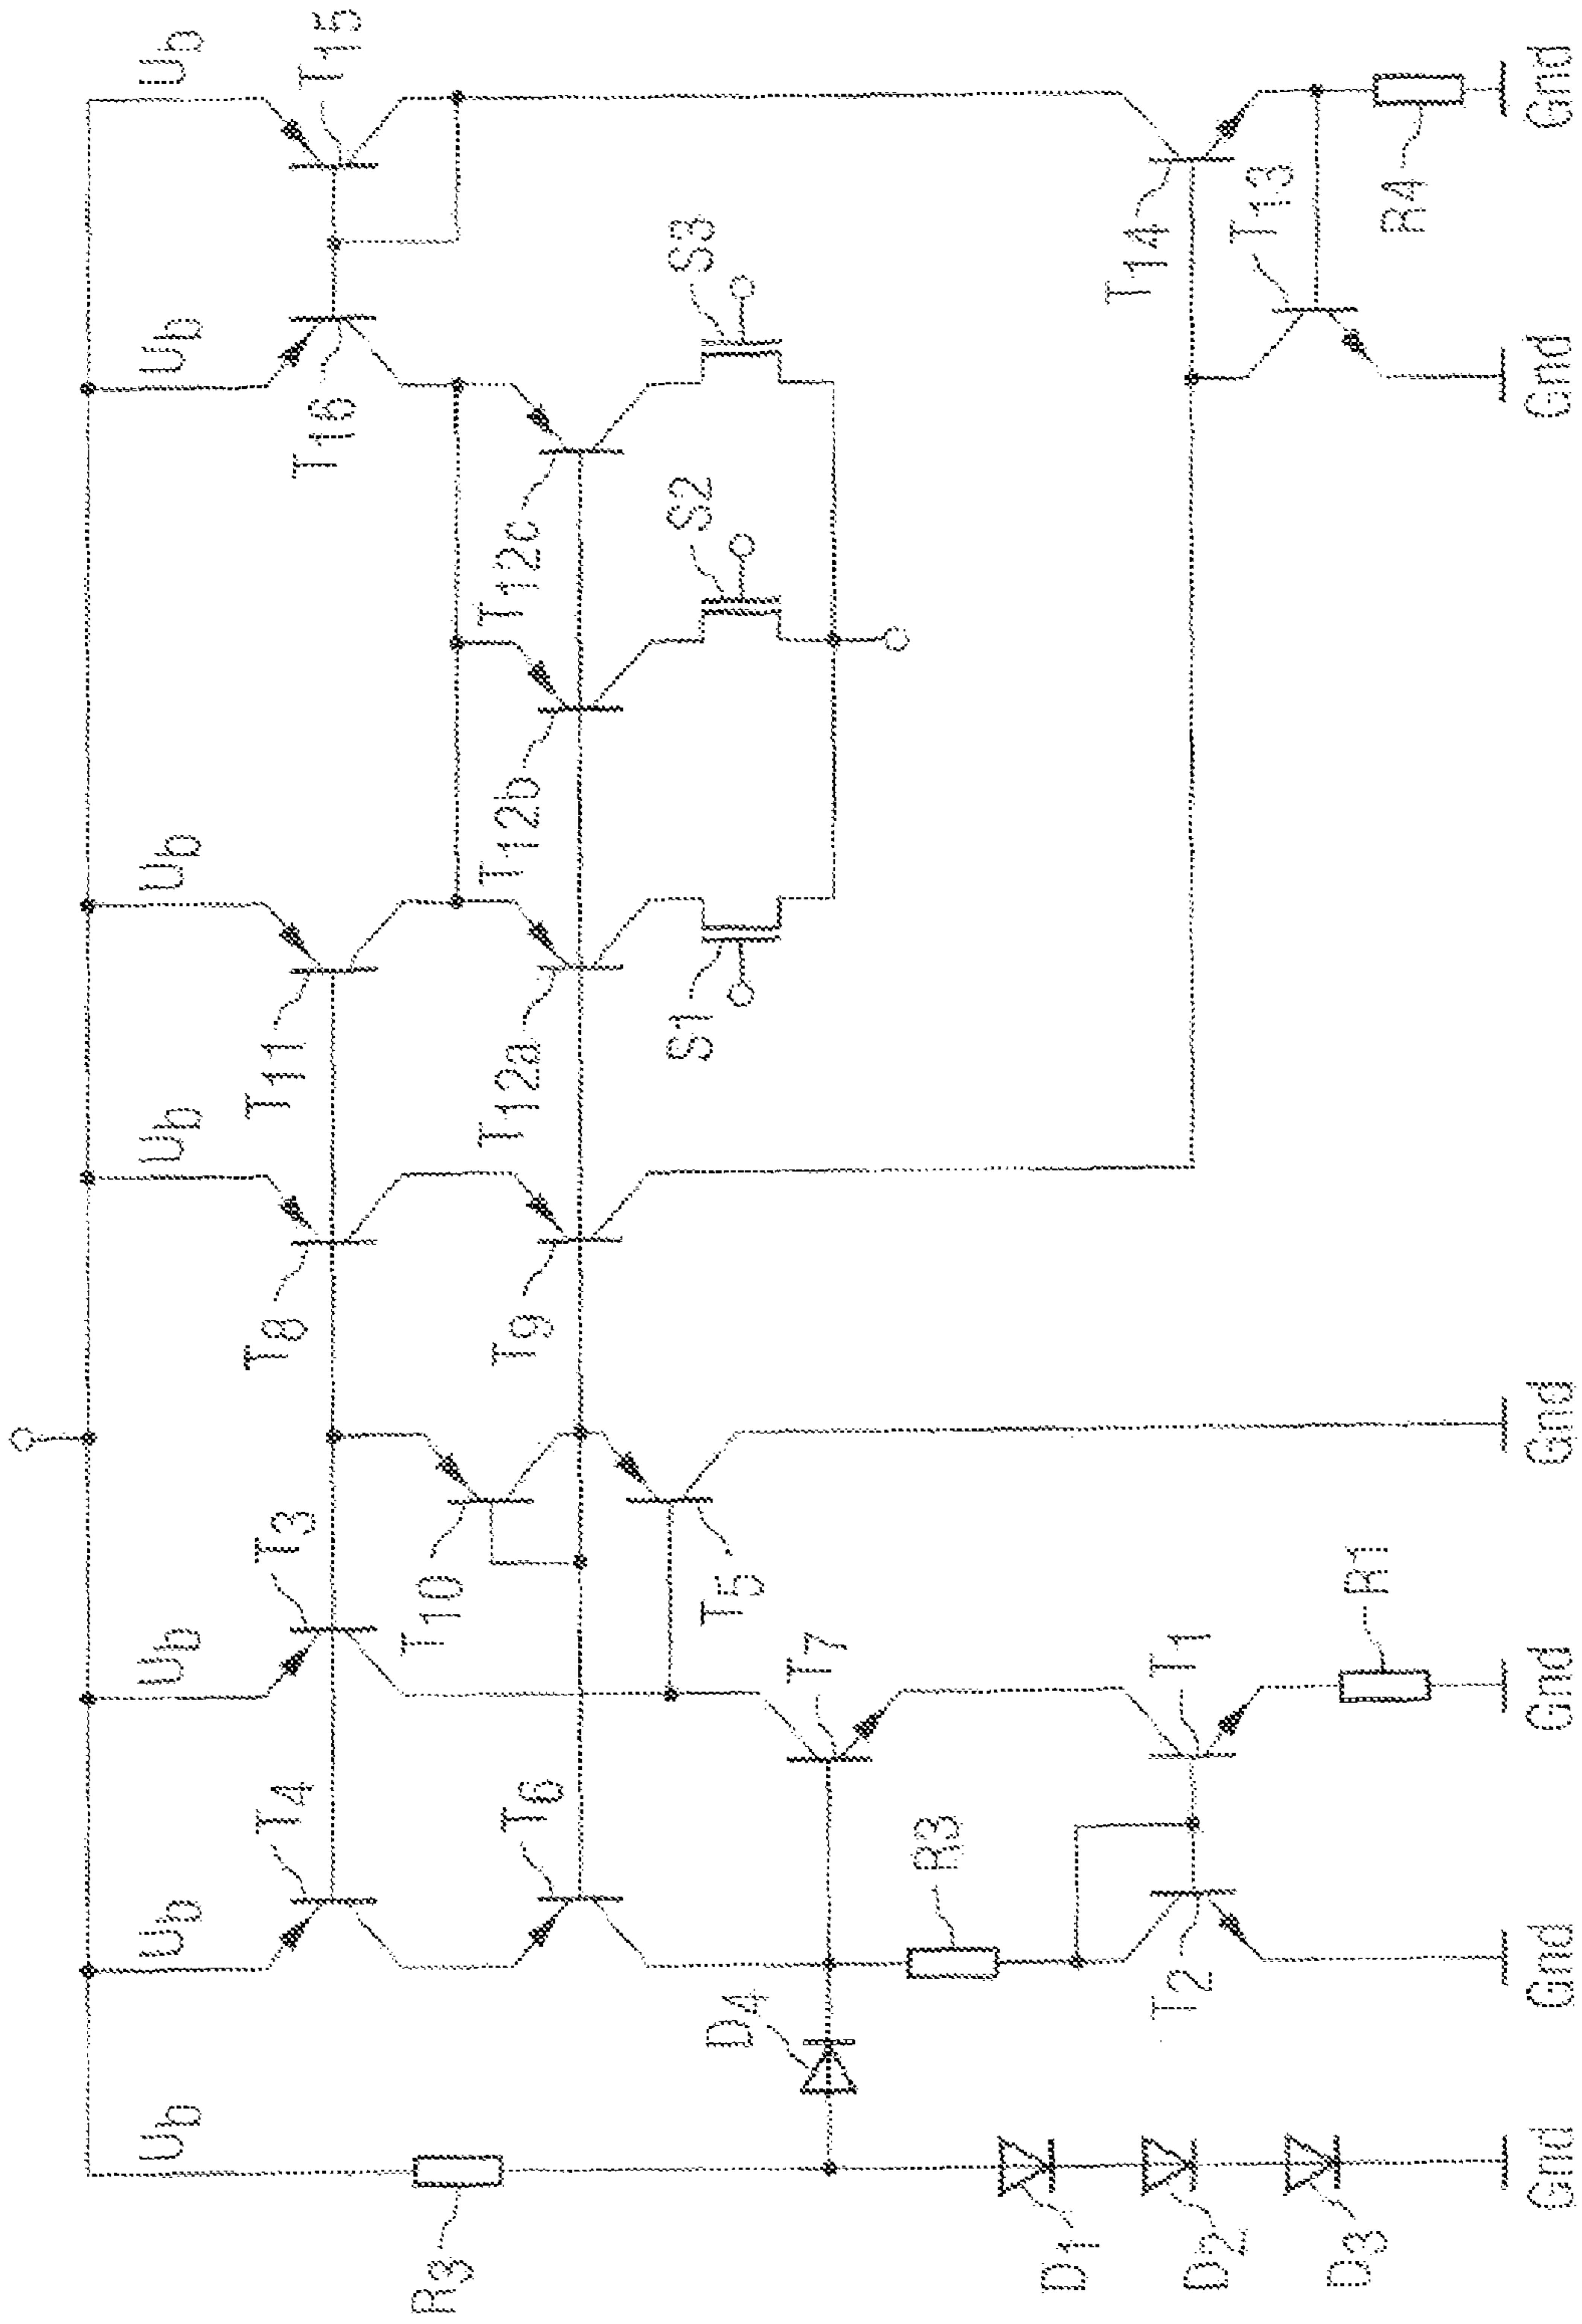 Ub
Ub
Ub
Ub
Ub
Ub
Ub
T4
T3
T8
T11
T16
T15
R3
T6
T10
T9
T12a
T12b
T12c
T5
S1
S2
S3
D4
T7
R3
D1
D2
D3
T2
T1
R1
T14
T13
R4
Gnd
Gnd
Gnd
Gnd
Gnd
Gnd